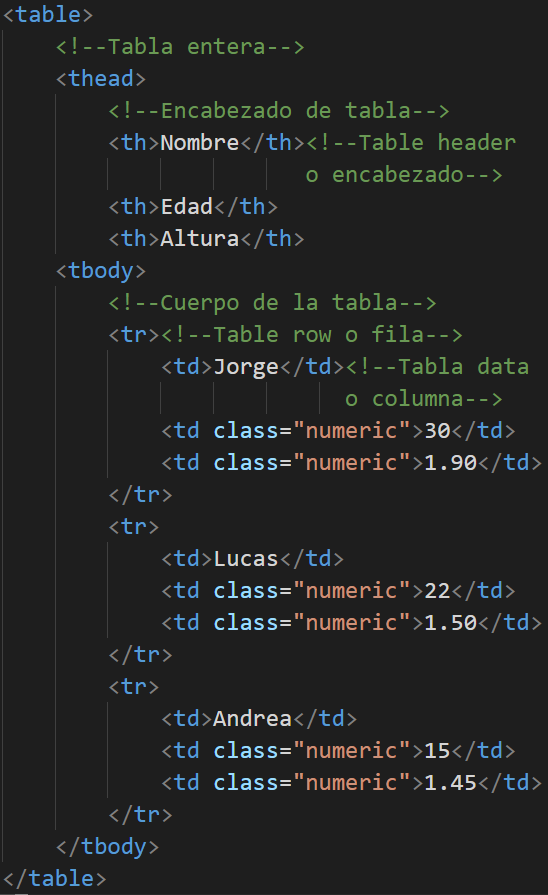 <table>
    <!--Tabla entera-->
    <thead>
        <!--Encabezado de tabla-->
        <th>Nombre</th><!--Table header
                       o encabezado-->
        <th>Edad</th>
        <th>Altura</th>
    <tbody>
        <!--Cuerpo de la tabla-->
        <tr><!--Table row o fila-->
            <td>Jorge</td><!--Tabla data
                          o columna-->
            <td class="numeric">30</td>
            <td class="numeric">1.90</td>
        </tr>
        <tr>
            <td>Lucas</td>
            <td class="numeric">22</td>
            <td class="numeric">1.50</td>
        </tr>
        <tr>
            <td>Andrea</td>
            <td class="numeric">15</td>
            <td class="numeric">1.45</td>
        </tr>
    </tbody>
</table>